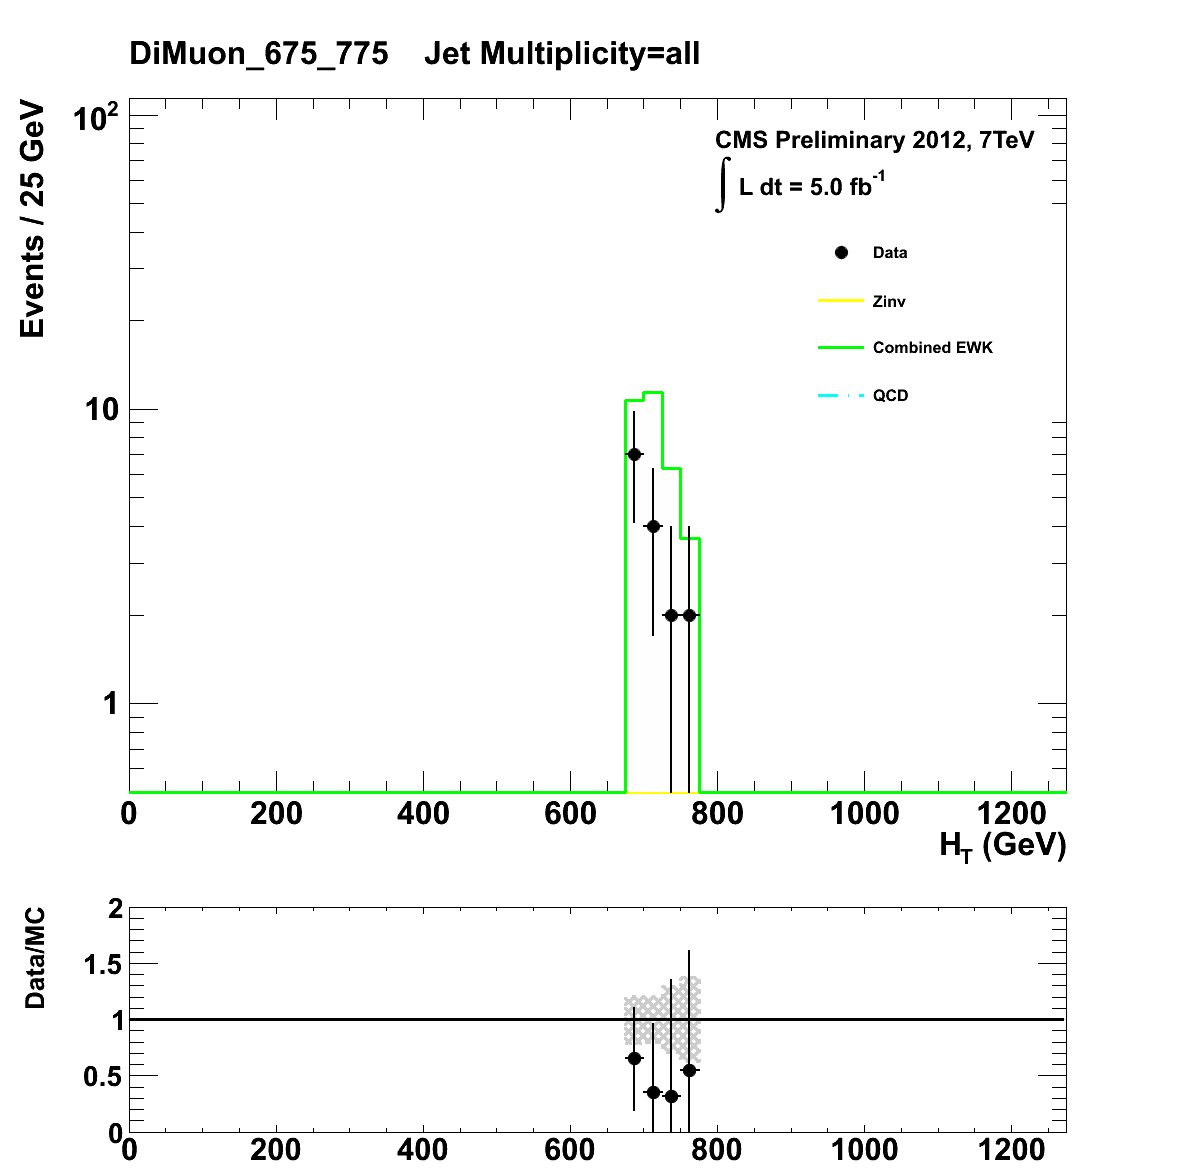 DiMuon_675_775 Jet Multiplicity=all
Events / 25 GeV
10²
10
1
CMS Preliminary 2012, 7TeV
∫ L dt = 5.0 fb⁻¹
Data
Zinv
Combined EWK
QCD
0 200 400 600 800 1000 1200
H_T (GeV)
Data/MC
2
1.5
1
0.5
0
0 200 400 600 800 1000 1200